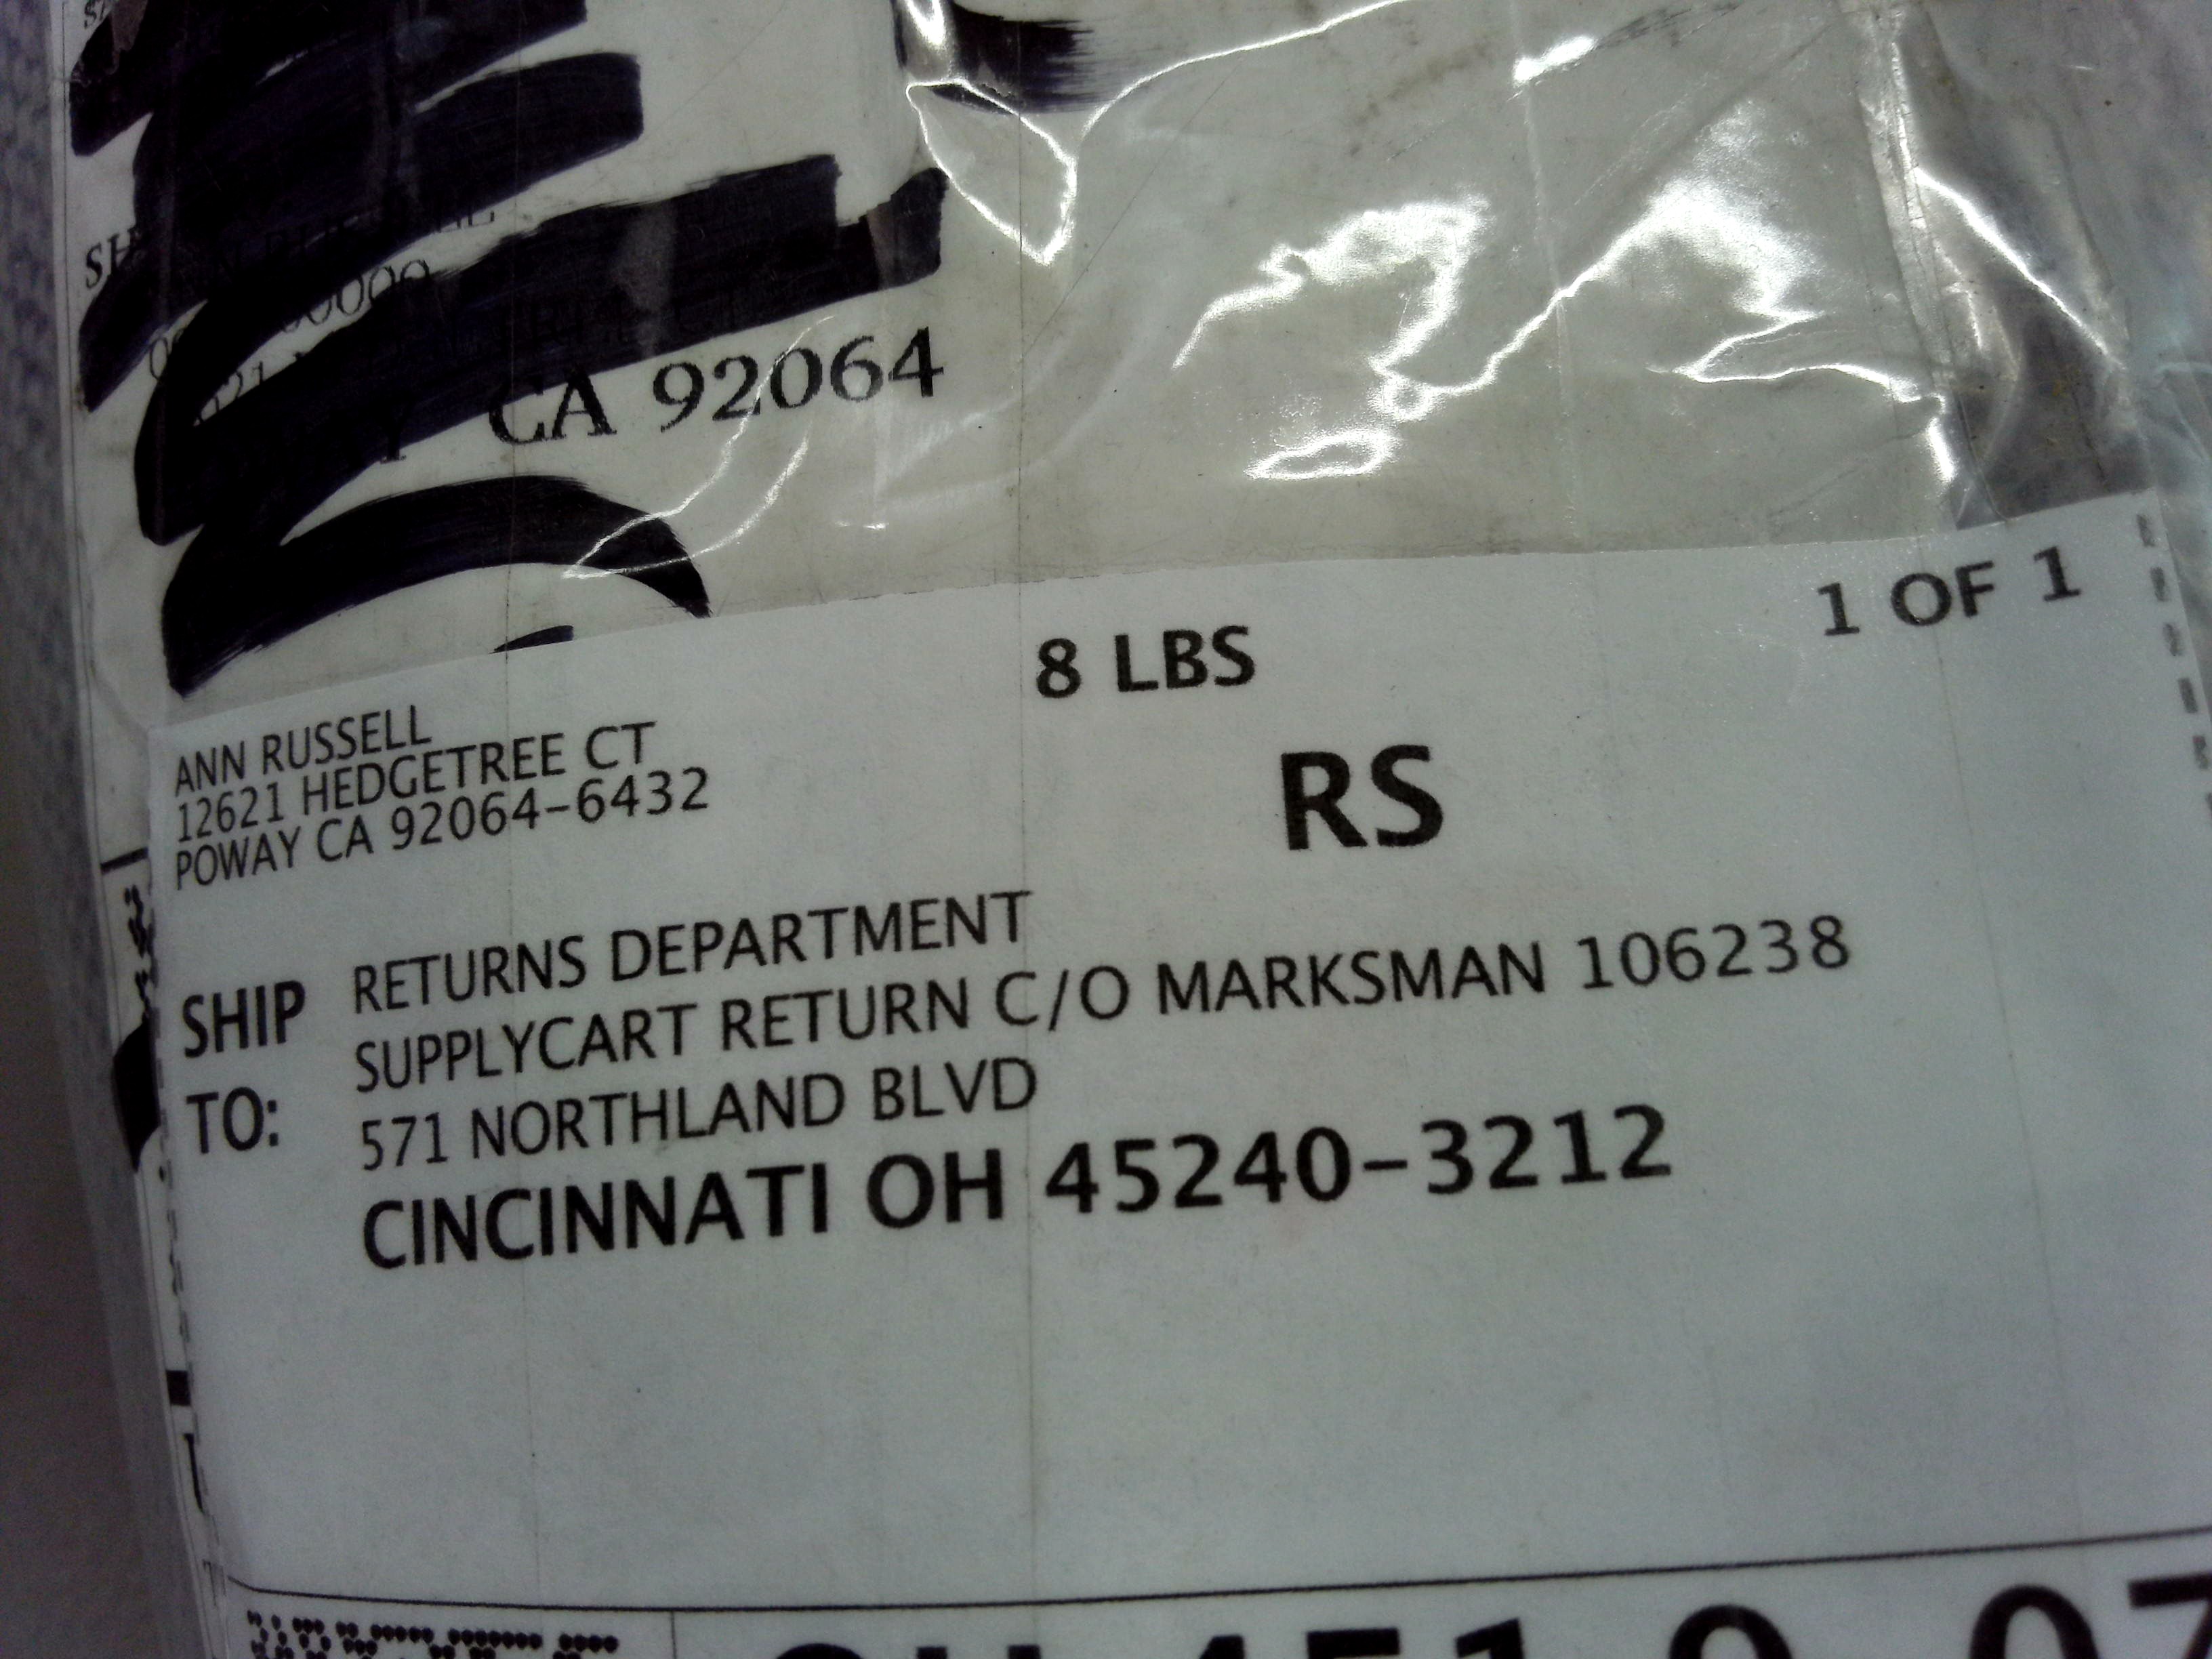 CA 92064
8 LBS
1 OF 1
ANN RUSSELL
12621 HEDGETREE CT
POWAY CA 92064-6432
RS
SHIP TO:
RETURNS DEPARTMENT
SUPPLYCART RETURN C/O MARKSMAN 106238
571 NORTHLAND BLVD
CINCINNATI OH 45240-3212